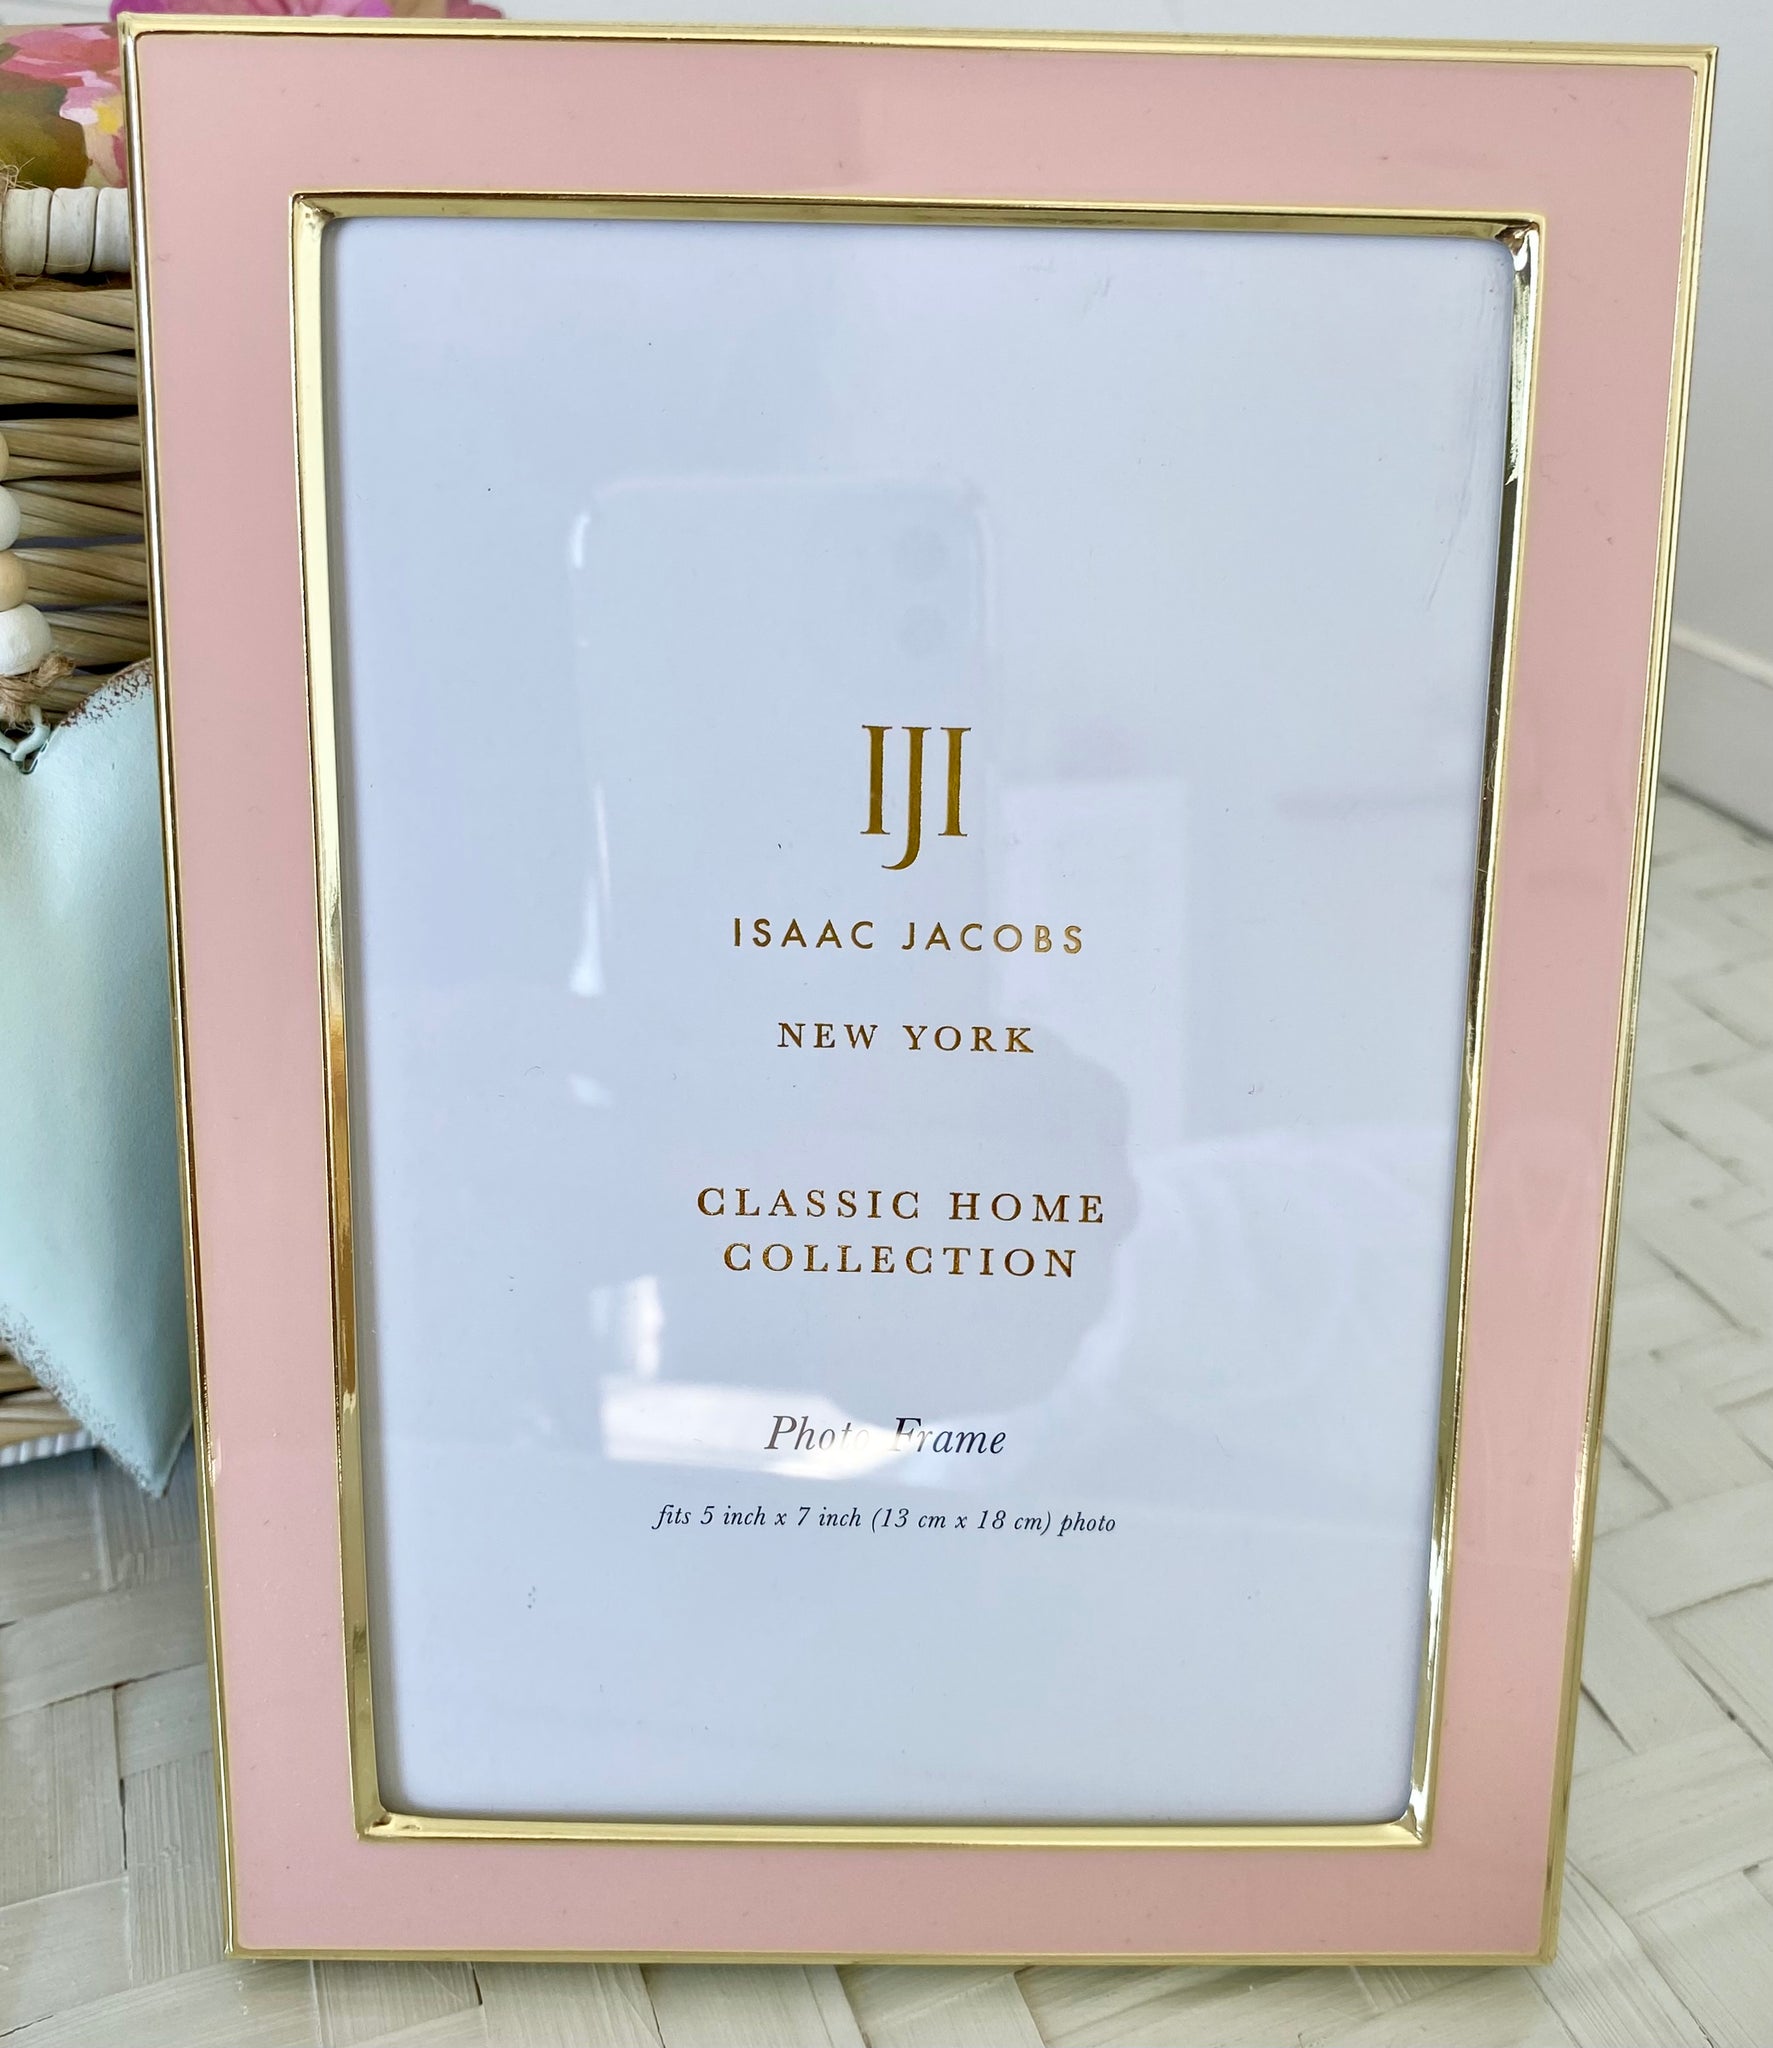 IJI
ISAAC JACOBS
NEW YORK
CLASSIC HOME
COLLECTION
Photo Frame
fits 5 inch x 7 inch (13 cm x 18 cm) photo